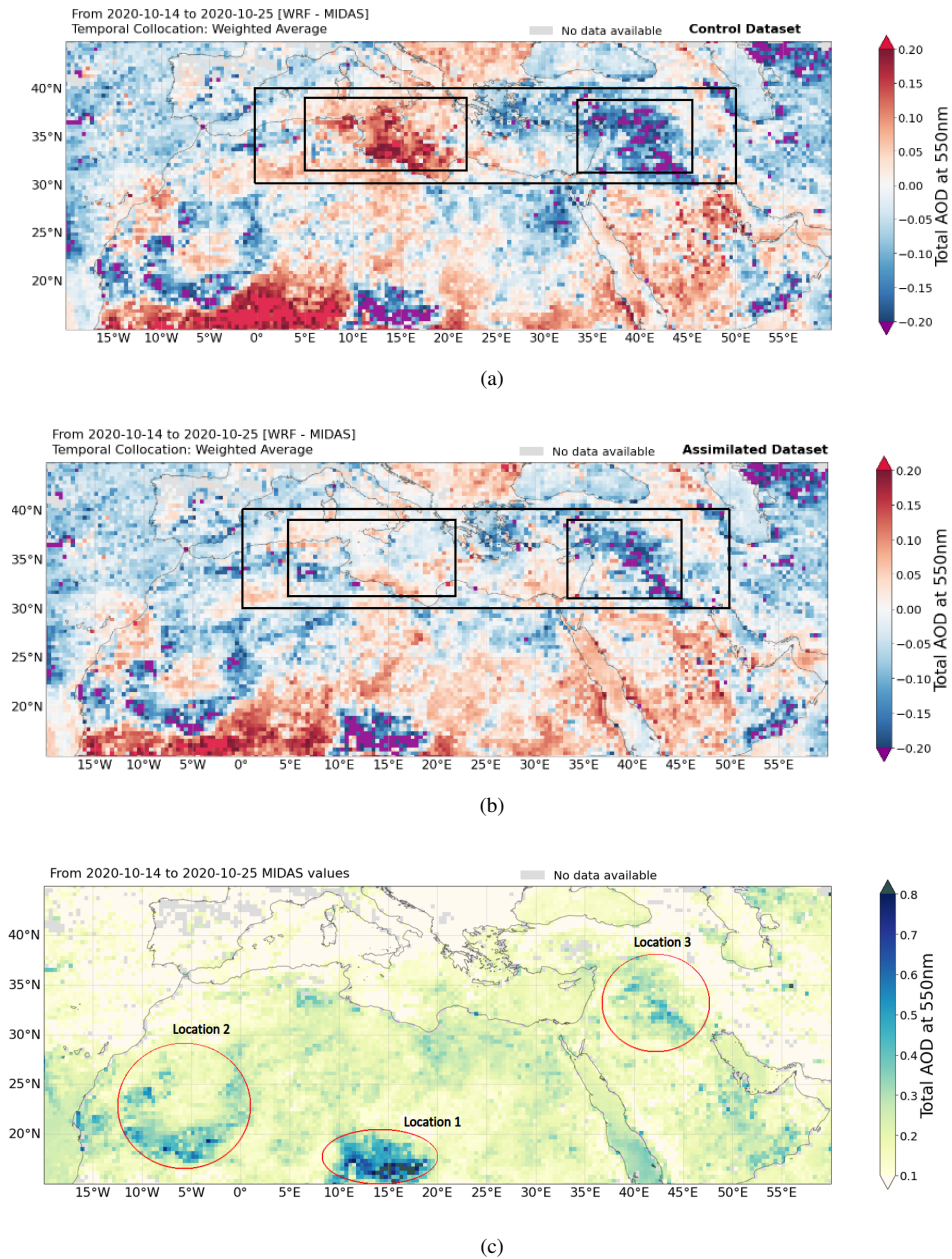 From 2020-10-14 to 2020-10-25 [WRF - MIDAS]
Temporal Collocation: Weighted Average
No data available
Control Dataset
40°N
35°N
30°N
25°N
20°N
15°W 10°W 5°W 0° 5°E 10°E 15°E 20°E 25°E 30°E 35°E 40°E 45°E 50°E 55°E
0.20
0.15
0.10
0.05
0.00
−0.05
−0.10
−0.15
−0.20
Total AOD at 550nm
(a)
From 2020-10-14 to 2020-10-25 [WRF - MIDAS]
Temporal Collocation: Weighted Average
No data available
Assimilated Dataset
40°N
35°N
30°N
25°N
20°N
15°W 10°W 5°W 0° 5°E 10°E 15°E 20°E 25°E 30°E 35°E 40°E 45°E 50°E 55°E
0.20
0.15
0.10
0.05
0.00
−0.05
−0.10
−0.15
−0.20
Total AOD at 550nm
(b)
From 2020-10-14 to 2020-10-25 MIDAS values
No data available
Location 3
Location 2
Location 1
40°N
35°N
30°N
25°N
20°N
15°W 10°W 5°W 0° 5°E 10°E 15°E 20°E 25°E 30°E 35°E 40°E 45°E 50°E 55°E
0.8
0.7
0.6
0.5
0.4
0.3
0.2
0.1
Total AOD at 550nm
(c)